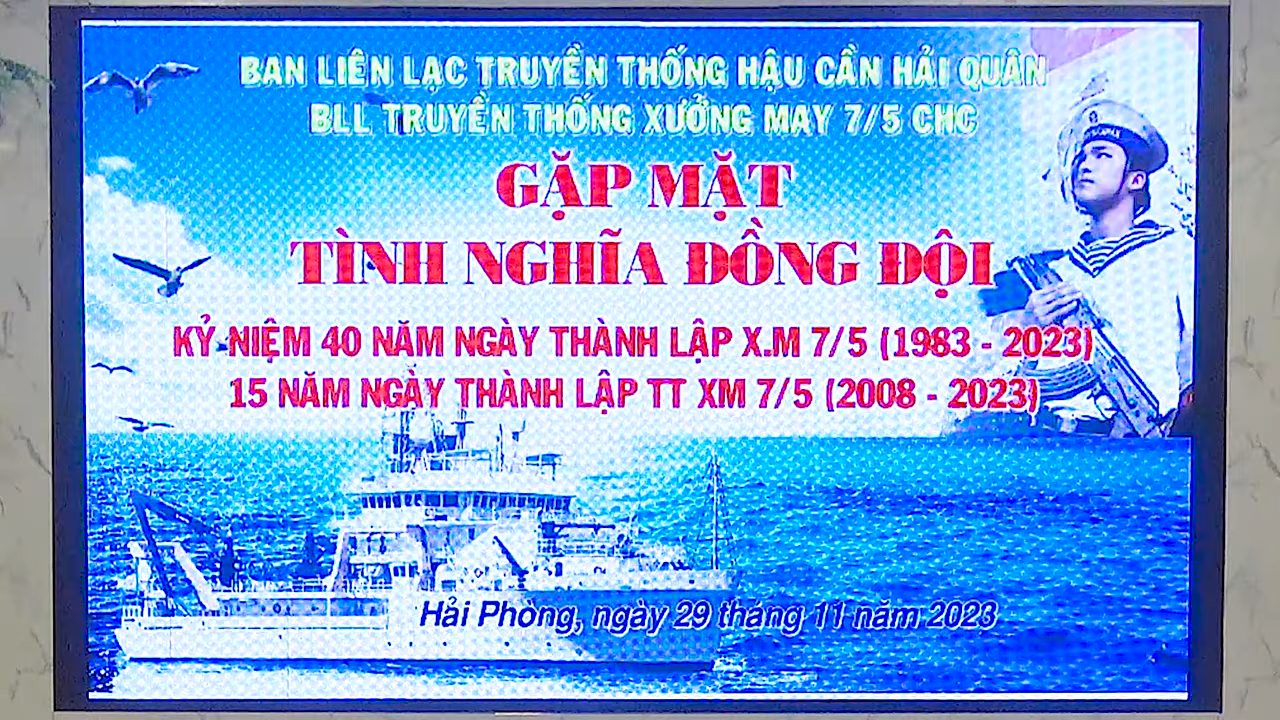 BAN LIÊN LẠC TRUYỀN THỐNG HẬU CẦN HẢI QUÂN
BLL TRUYỀN THỐNG XƯỞNG MAY 7/5 CHC
GẶP MẶT
TÌNH NGHĨA ĐỒNG ĐỘI
KỶ NIỆM 40 NĂM NGÀY THÀNH LẬP X.M 7/5 (1983 - 2023)
15 NĂM NGÀY THÀNH LẬP TT XM 7/5 (2008 - 2023)
Hải Phòng, ngày 29 tháng 11 năm 2023